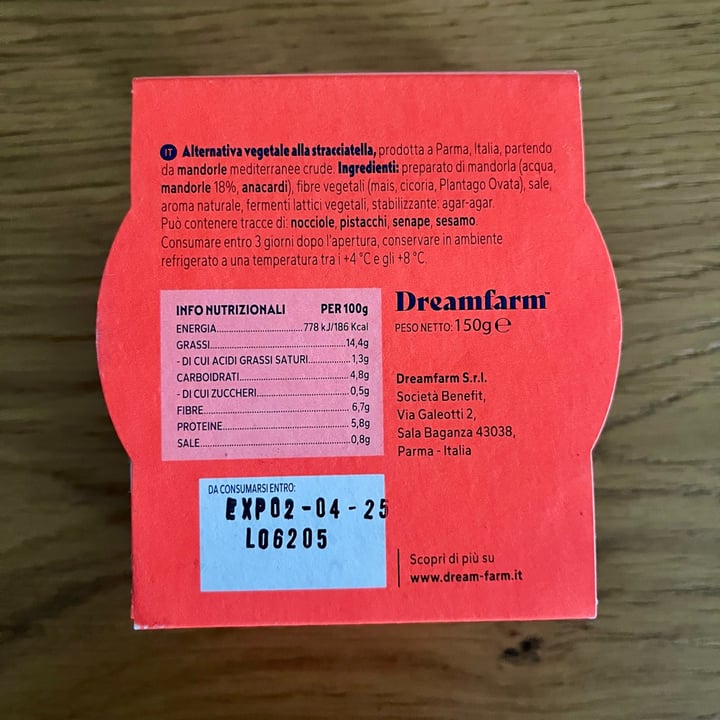 IT Alternativa vegetale alla stracciatella, prodotta a Parma, Italia, partendo
da mandorle mediterranee crude. Ingredienti: preparato di mandorla (acqua,
mandorle 18%, anacardi), fibre vegetali (mais, cicoria, Plantago Ovata), sale,
aroma naturale, fermenti lattici vegetali, stabilizzante: agar-agar.
Può contenere tracce di: nocciole, pistacchi, senape, sesamo.
Consumare entro 3 giorni dopo l'apertura, conservare in ambiente
refrigerato a una temperatura tra i +4 °C e gli +8 °C.
INFO NUTRIZIONALI PER 100g
ENERGIA....................778 kJ/186 Kcal
GRASSI....................14,4g
- DI CUI ACIDI GRASSI SATURI..........1,3g
CARBOIDRATI....................4,8g
- DI CUI ZUCCHERI....................0,5g
FIBRE....................6,7g
PROTEINE....................5,8g
SALE....................0,8g
Dreamfarm™
PESO NETTO: 150g ℮
Dreamfarm S.r.l.
Società Benefit,
Via Galeotti 2,
Sala Baganza 43038,
Parma - Italia
DA CONSUMARSI ENTRO:
EXP02-04-25
L06205
Scopri di più su
www.dream-farm.it